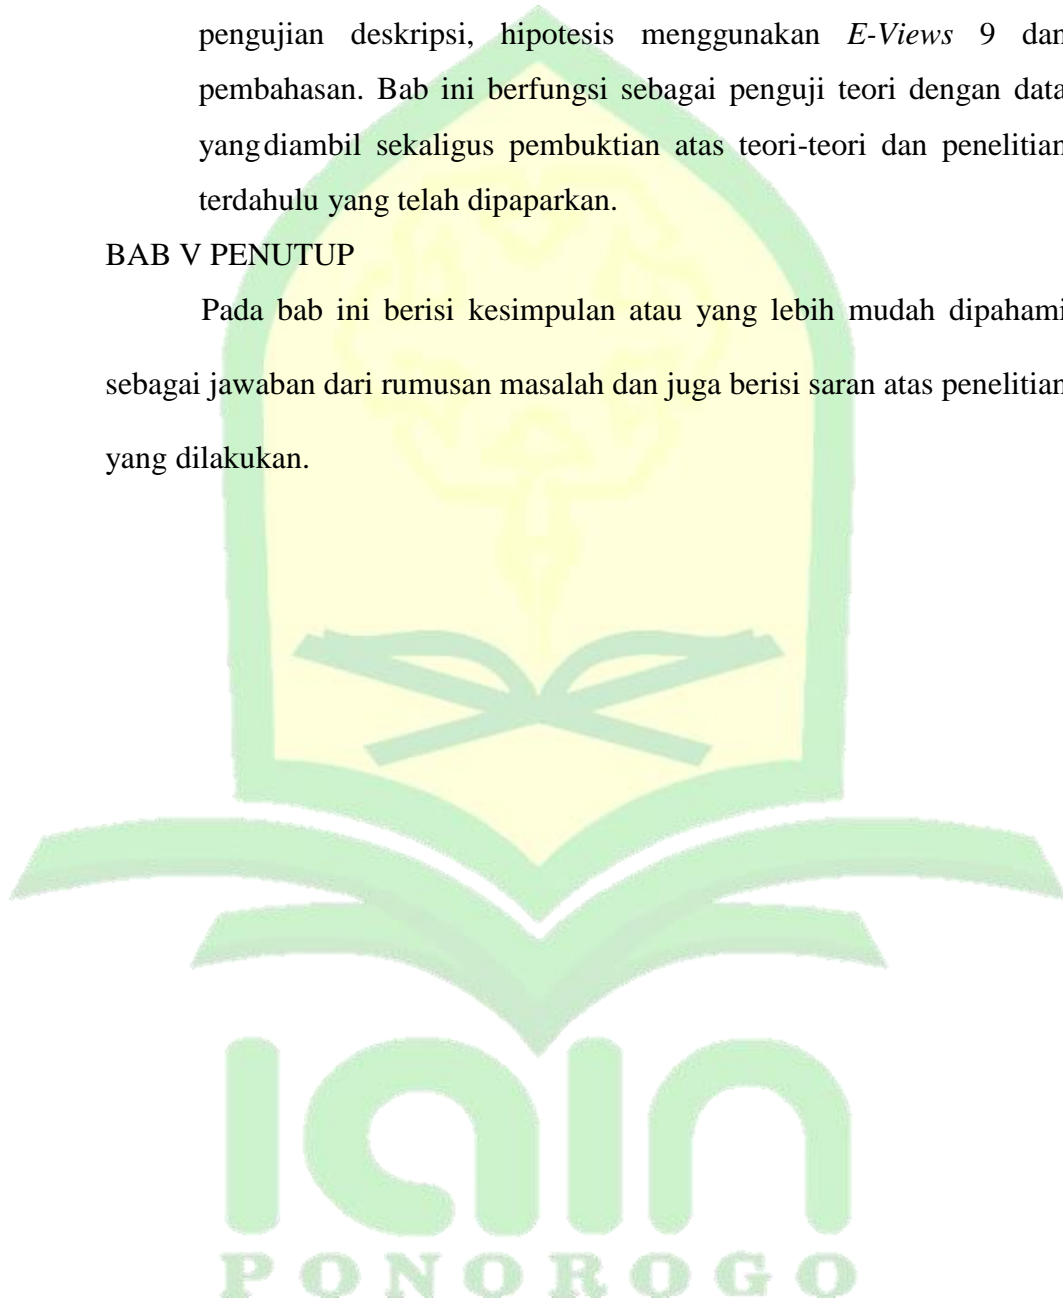 pengujian deskripsi, hipotesis menggunakan E-Views 9 dan
pembahasan. Bab ini berfungsi sebagai penguji teori dengan data
yangdiambil sekaligus pembuktian atas teori-teori dan penelitian
terdahulu yang telah dipaparkan.
BAB V PENUTUP
Pada bab ini berisi kesimpulan atau yang lebih mudah dipahami
sebagai jawaban dari rumusan masalah dan juga berisi saran atas penelitian
yang dilakukan.
iain
PONOROGO